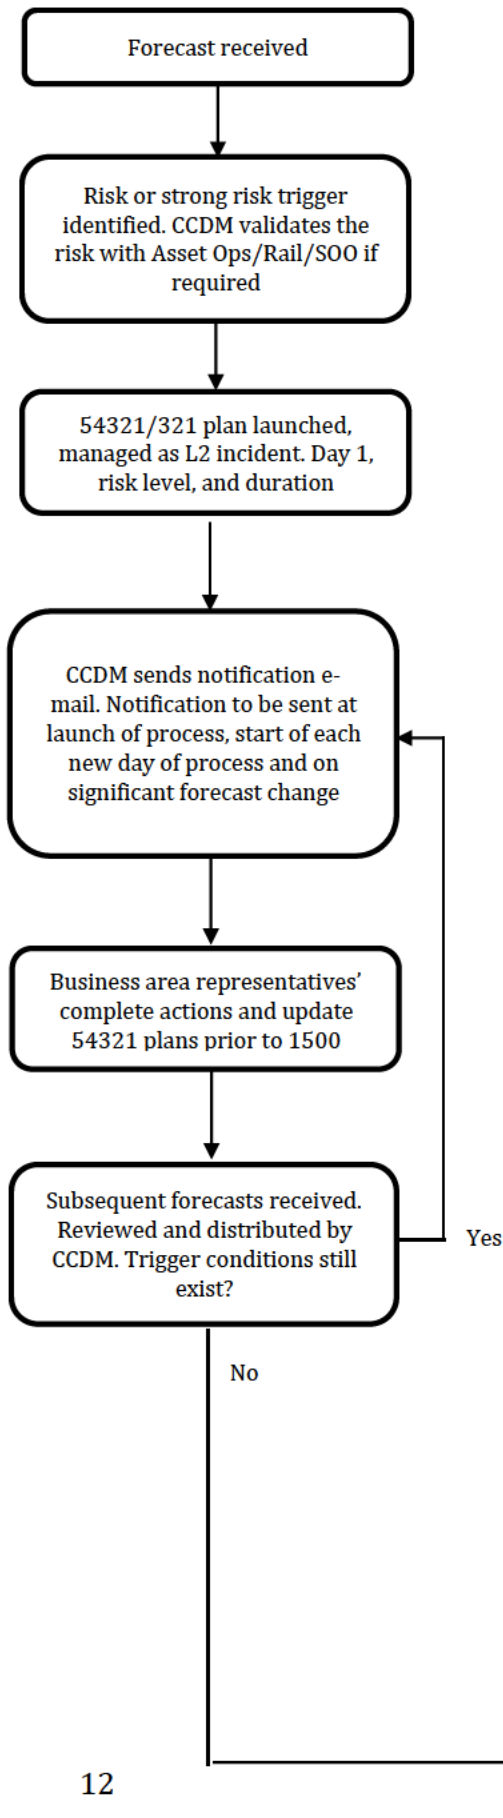 Forecast received
Risk or strong risk trigger
identified. CCDM validates the
risk with Asset Ops/Rail/SOO if
required
54321/321 plan launched,
managed as L2 incident. Day 1,
risk level, and duration
CCDM sends notification e-
mail. Notification to be sent at
launch of process, start of each
new day of process and on
significant forecast change
Business area representatives’
complete actions and update
54321 plans prior to 1500
Subsequent forecasts received.
Reviewed and distributed by
CCDM. Trigger conditions still
exist?
Yes
No
12